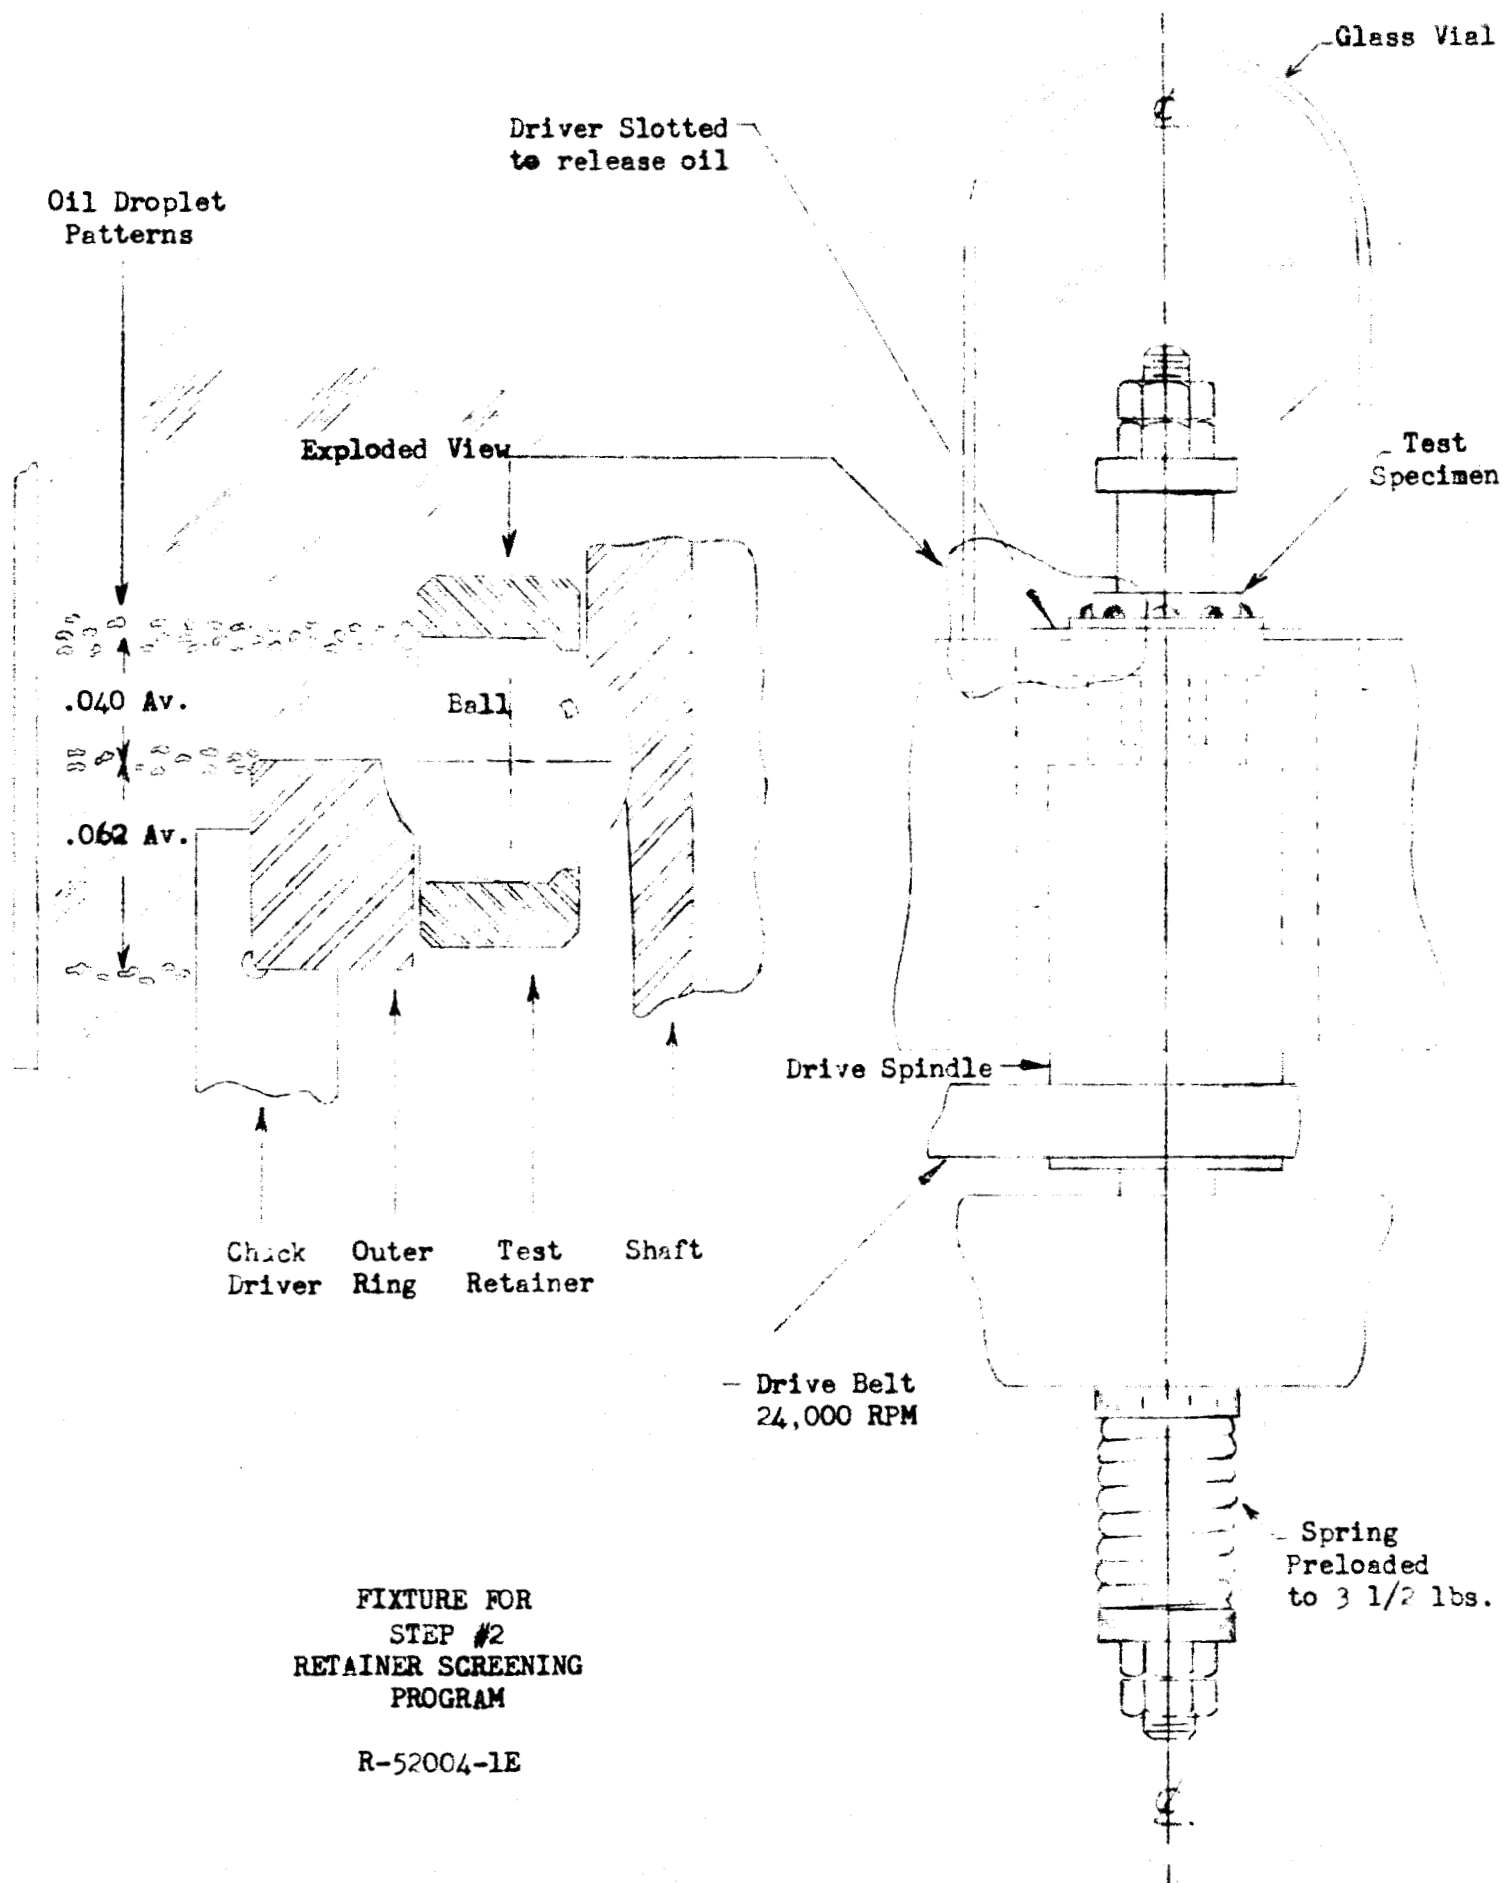 Glass Vial
℄
Driver Slotted
to release oil
Oil Droplet
Patterns
Exploded View
Test
Specimen
.040 Av.
Ball
.062 Av.
Drive Spindle
Driver
Outer
Ring
Test
Retainer
Shaft
Drive Belt
24,000 RPM
Spring
Preloaded
to 3 1/2 lbs.
FIXTURE FOR
STEP #2
RETAINER SCREENING
PROGRAM
R-52004-1E
℄